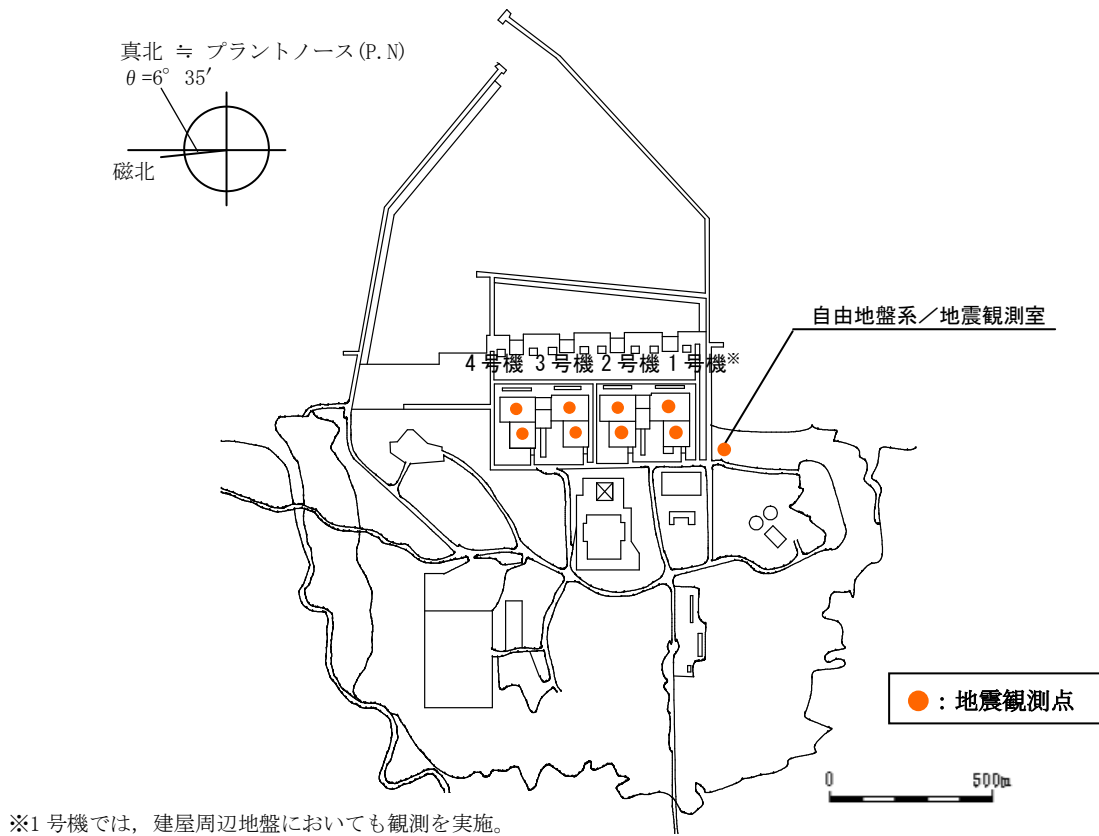 真北 ≒ プラントノース(P.N)
θ=6° 35′
磁北
自由地盤系／地震観測室
4号機 3号機 2号機 1号機※
：地震観測点
0 500m
※1号機では，建屋周辺地盤においても観測を実施。